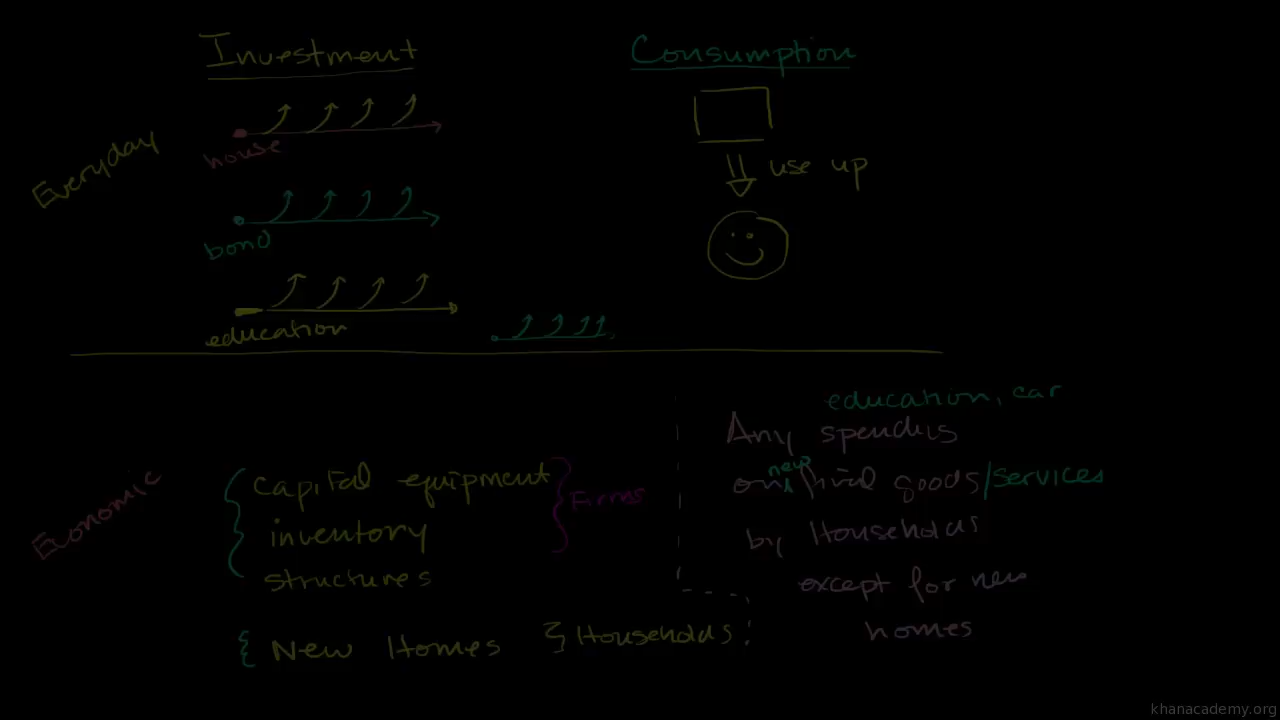 Investment
Consumption
Everyday
house
use up
bond
education
education, car
Any spending
on new final goods/services
by Households
except for new
homes
Economic
capital equipment
inventory
structures
Firms
{ New Homes } Households
khanacademy.org